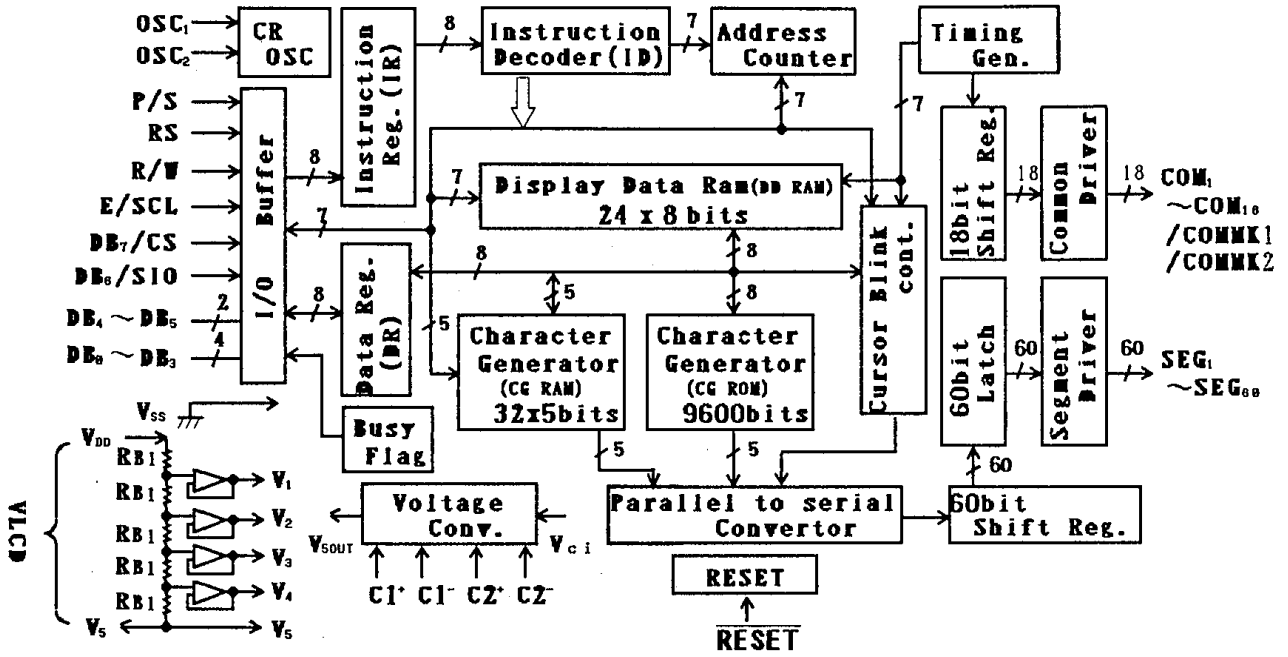 OSC₁
OSC₂
CR
OSC
P/S
RS
R/W
E/SCL
DB₇/CS
DB₆/SIO
DB₄～DB₅
2
DB₀～DB₃
4
I/O Buffer
8
7
8
Instruction
Reg.(IR)
8
Instruction
Decoder(ID)
7
Address
Counter
7
Timing
Gen.
7
7
Display Data Ram(DD RAM)
24 x 8 bits
8
8
8
5
5
Data Reg.
(DR)
Busy
Flag
Character
Generator
(CG RAM)
32x5bits
5
Character
Generator
(CG ROM)
9600bits
5
Cursor Blink
cont.
18bit
Shift Reg.
18
Common
Driver
18
COM₁
～COM₁₆
/COMMK1
/COMMK2
60bit
Latch
60
Segment
Driver
60
SEG₁
～SEG₆₀
60
Parallel to serial
Convertor
60bit
Shift Reg.
RESET
RESET
Voltage
Conv.
V₅OUT
Vci
C1⁺ C1⁻ C2⁺ C2⁻
VSS
VDD
VLCD
RB1
RB1
RB1
RB1
RB1
V₁
V₂
V₃
V₄
V₅
V₅